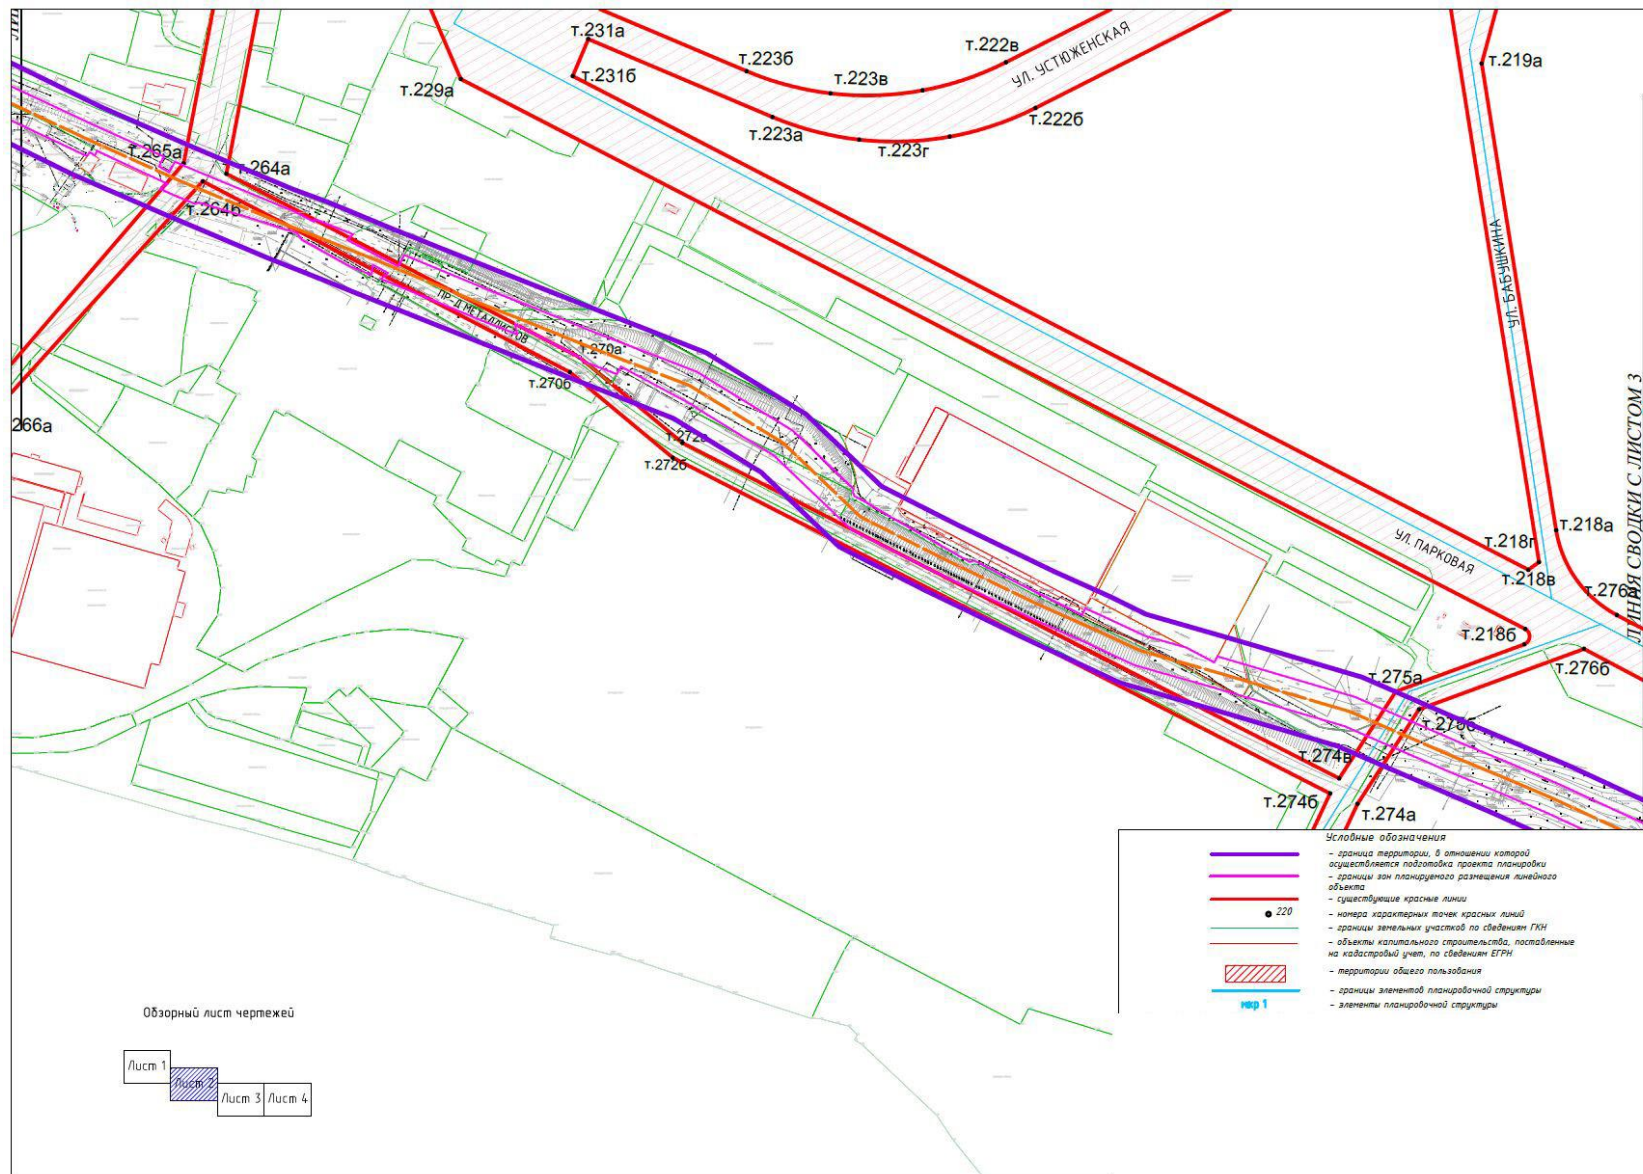 т.231а
т.231б
т.229а
т.223б
т.223в
т.222в
УЛ. УСТЮЖЕНСКАЯ
т.222б
т.223а
т.223г
т.219а
УЛ. БАБУШКИНА
т.265а
т.264а
т.264б
266а
ПР-Д МЕТАЛЛИСТОВ
т.270а
т.270б
т.272а
т.272б
УЛ. ПАРКОВАЯ
т.218а
т.218г
т.218в
т.276а
т.218б
т.276б
ЛИНИЯ СВОДКИ С ЛИСТОМ 3
т.275а
т.275б
т.274в
т.274б
т.274а
Условные обозначения
- граница территории, в отношении которой
осуществляется подготовка проекта планировки
- границы зон планируемого размещения линейного
объекта
- существующие красные линии
220 - номера характерных точек красных линий
- границы земельных участков по сведениям ГКН
- объекты капитального строительства, поставленные
на кадастровый учет, по сведениям ЕГРН
- территории общего пользования
- границы элементов планировочной структуры
мкр 1 - элементы планировочной структуры
Обзорный лист чертежей
Лист 1
Лист 2
Лист 3 Лист 4